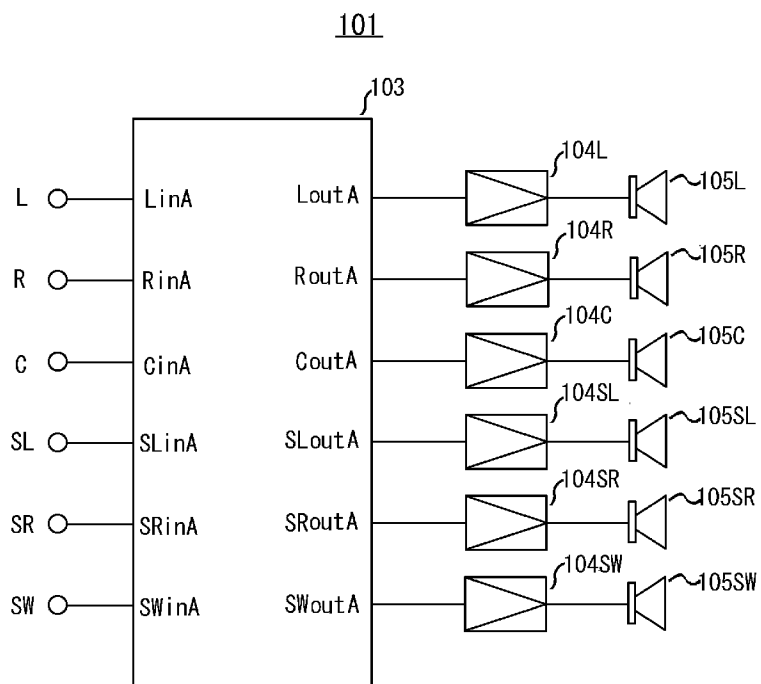 101
103
L LinA LoutA 104L 105L
R RinA RoutA 104R 105R
C CinA CoutA 104C 105C
SL SLinA SLoutA 104SL 105SL
SR SRinA SRoutA 104SR 105SR
SW SWinA SWoutA 104SW 105SW